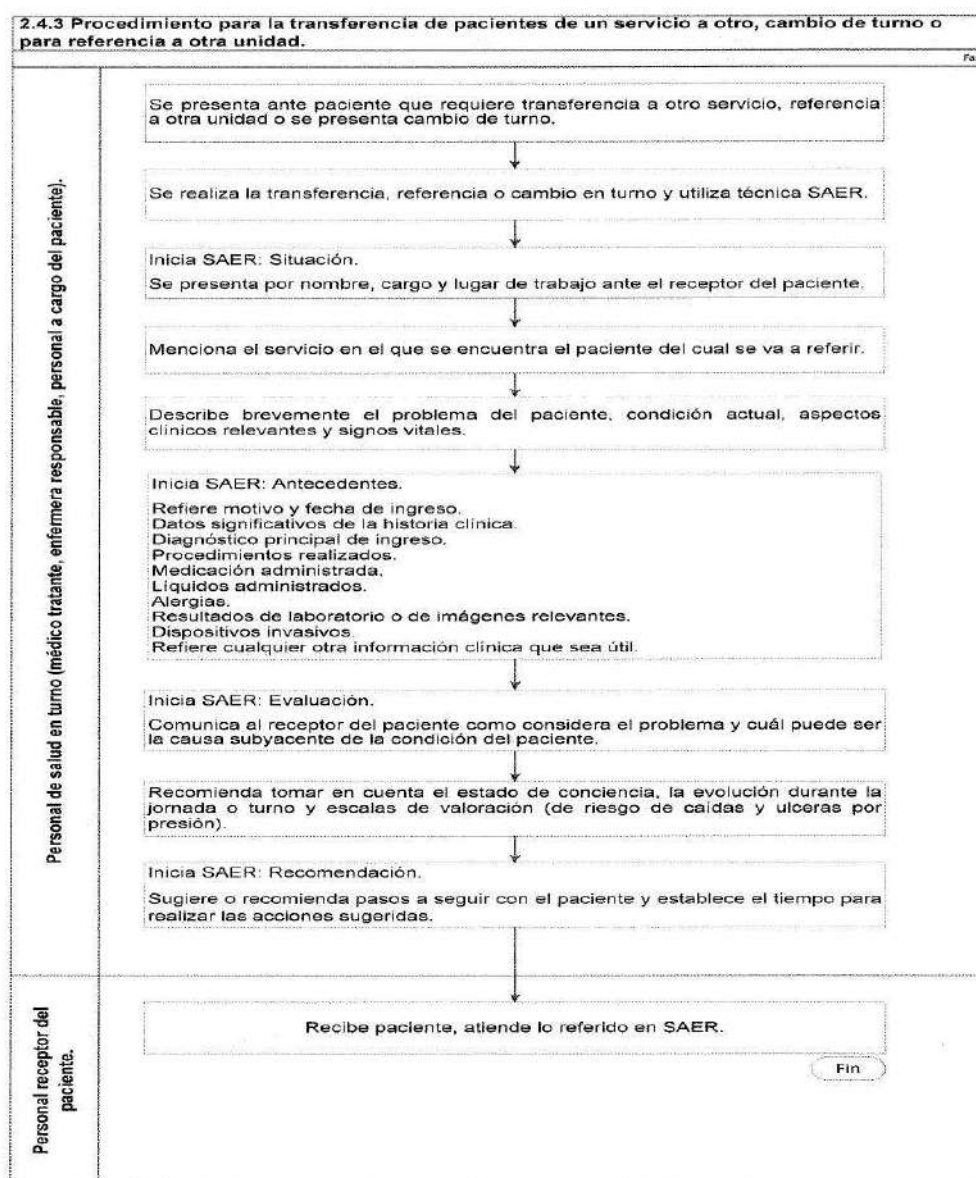 2.4.3 Procedimiento para la transferencia de pacientes de un servicio a otro, cambio de turno o
para referencia a otra unidad.
Fa
Personal de salud en turno (médico tratante, enfermera responsable, personal a cargo del paciente).
Se presenta ante paciente que requiere transferencia a otro servicio, referencia
a otra unidad o se presenta cambio de turno.
Se realiza la transferencia, referencia o cambio en turno y utiliza técnica SAER.
Inicia SAER: Situación.
Se presenta por nombre, cargo y lugar de trabajo ante el receptor del paciente.
Menciona el servicio en el que se encuentra el paciente del cual se va a referir.
Describe brevemente el problema del paciente, condición actual, aspectos
clínicos relevantes y signos vitales.
Inicia SAER: Antecedentes.
Refiere motivo y fecha de ingreso.
Datos significativos de la historia clínica.
Diagnóstico principal de ingreso.
Procedimientos realizados.
Medicación administrada.
Líquidos administrados.
Alergias.
Resultados de laboratorio o de imágenes relevantes.
Dispositivos invasivos.
Refiere cualquier otra información clínica que sea útil.
Inicia SAER: Evaluación.
Comunica al receptor del paciente como considera el problema y cuál puede ser
la causa subyacente de la condición del paciente.
Recomienda tomar en cuenta el estado de conciencia, la evolución durante la
jornada o turno y escalas de valoración (de riesgo de caídas y ulceras por
presión).
Inicia SAER: Recomendación.
Sugiere o recomienda pasos a seguir con el paciente y establece el tiempo para
realizar las acciones sugeridas.
Personal receptor del
paciente.
Recibe paciente, atiende lo referido en SAER.
Fin